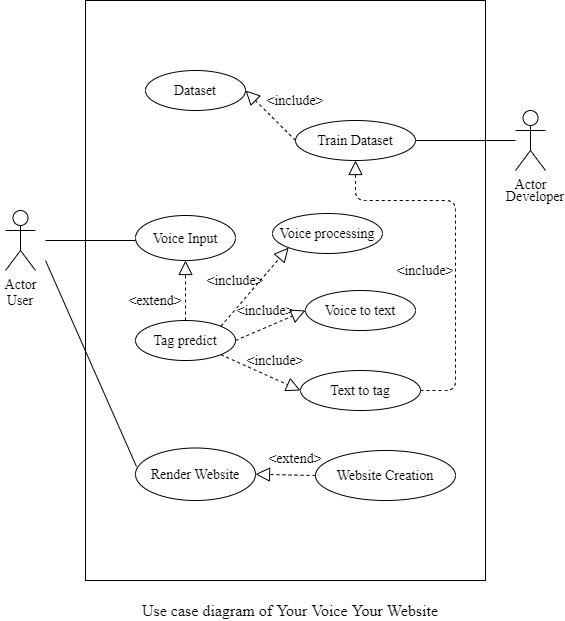 Dataset
<include>
Train Dataset
Actor
Developer
Voice Input
Voice processing
Actor
User
<include>
<include>
<extend>
<include>
Voice to text
Tag predict
<include>
Text to tag
<extend>
Render Website
Website Creation
Use case diagram of Your Voice Your Website